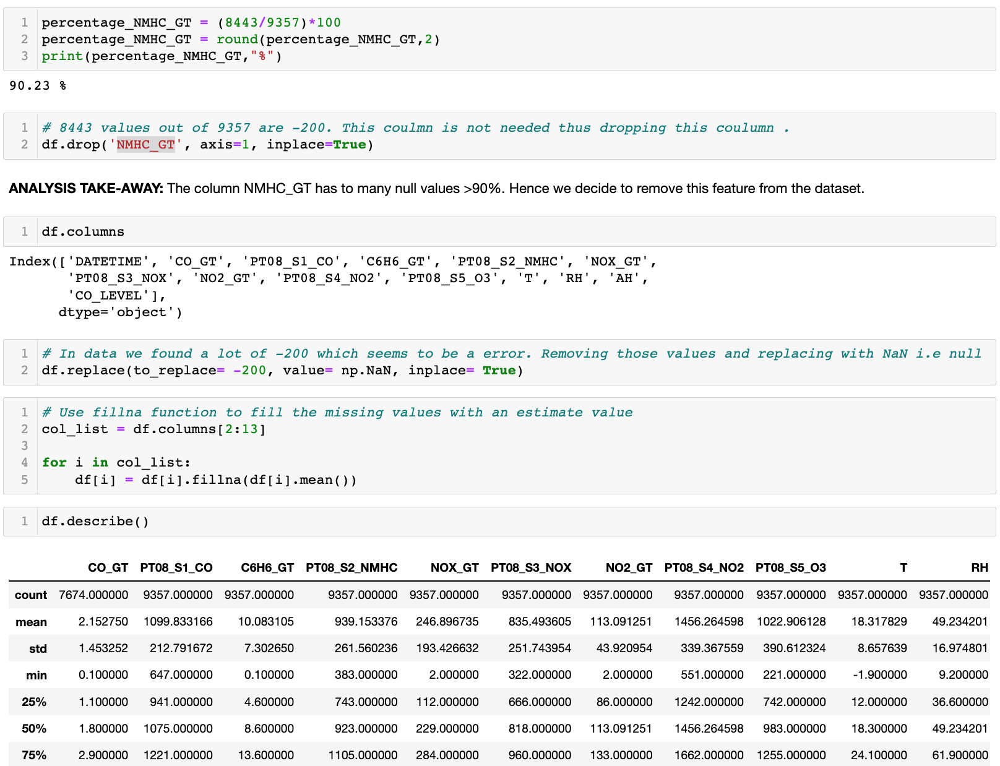 1 percentage_NMHC_GT = (8443/9357)*100
2 percentage_NMHC_GT = round(percentage_NMHC_GT,2)
3 print(percentage_NMHC_GT,"%")
90.23 %
1 # 8443 values out of 9357 are -200. This coulmn is not needed thus dropping this coulumn .
2 df.drop('NMHC_GT', axis=1, inplace=True)
ANALYSIS TAKE-AWAY: The column NMHC_GT has to many null values >90%. Hence we decide to remove this feature from the dataset.
1 df.columns
Index(['DATETIME', 'CO_GT', 'PT08_S1_CO', 'C6H6_GT', 'PT08_S2_NMHC', 'NOX_GT',
'PT08_S3_NOX', 'NO2_GT', 'PT08_S4_NO2', 'PT08_S5_O3', 'T', 'RH', 'AH',
'CO_LEVEL'],
dtype='object')
1 # In data we found a lot of -200 which seems to be a error. Removing those values and replacing with NaN i.e null
2 df.replace(to_replace= -200, value= np.NaN, inplace= True)
1 # Use fillna function to fill the missing values with an estimate value
2 col_list = df.columns[2:13]
3
4 for i in col_list:
5 df[i] = df[i].fillna(df[i].mean())
1 df.describe()
CO_GT PT08_S1_CO C6H6_GT PT08_S2_NMHC NOX_GT PT08_S3_NOX NO2_GT PT08_S4_NO2 PT08_S5_O3 T RH
count 7674.000000 9357.000000 9357.000000 9357.000000 9357.000000 9357.000000 9357.000000 9357.000000 9357.000000 9357.000000 9357.000000
mean 2.152750 1099.833166 10.083105 939.153376 246.896735 835.493605 113.091251 1456.264598 1022.906128 18.317829 49.234201
std 1.453252 212.791672 7.302650 261.560236 193.426632 251.743954 43.920954 339.367559 390.612324 8.657639 16.974801
min 0.100000 647.000000 0.100000 383.000000 2.000000 322.000000 2.000000 551.000000 221.000000 -1.900000 9.200000
25% 1.100000 941.000000 4.600000 743.000000 112.000000 666.000000 86.000000 1242.000000 742.000000 12.000000 36.600000
50% 1.800000 1075.000000 8.600000 923.000000 229.000000 818.000000 113.091251 1456.264598 983.000000 18.300000 49.234201
75% 2.900000 1221.000000 13.600000 1105.000000 284.000000 960.000000 133.000000 1662.000000 1255.000000 24.100000 61.900000